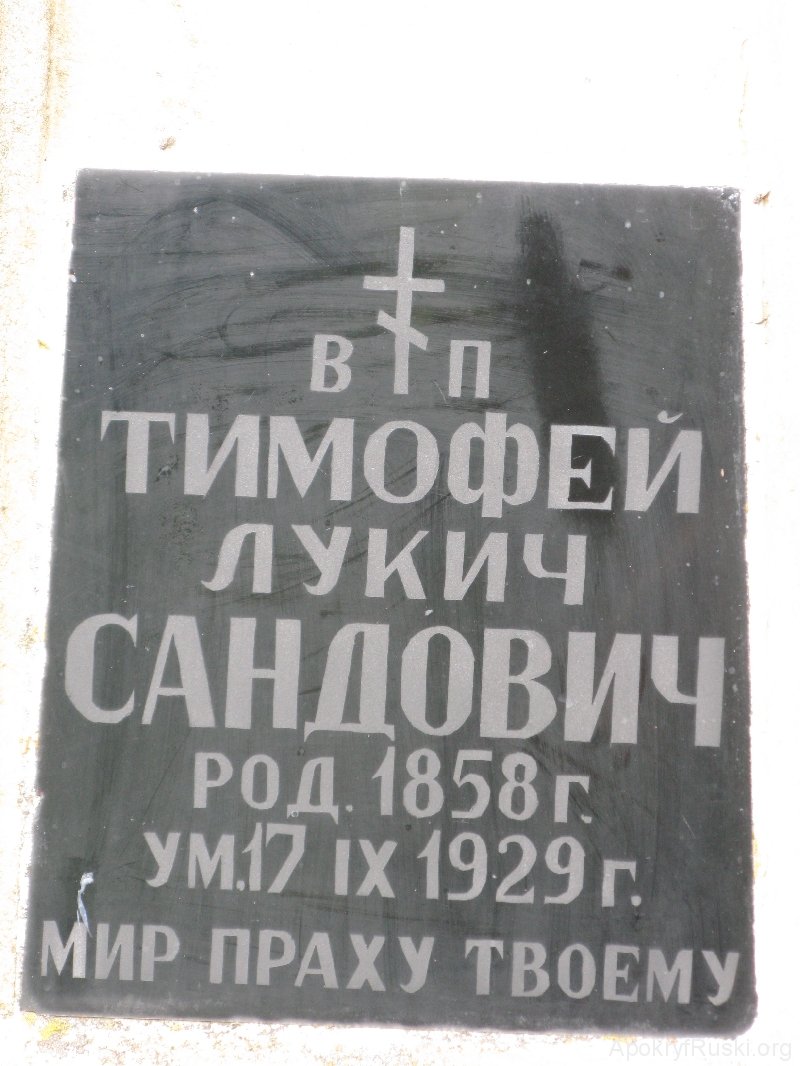 В П
ТИМОФЕЙ
ЛУКИЧ
САНДОВИЧ
РОД. 1858 г.
УМ. 17 IX 1929 г.
МИР ПРАХУ ТВОЕМУ
ApokryfRuski.org